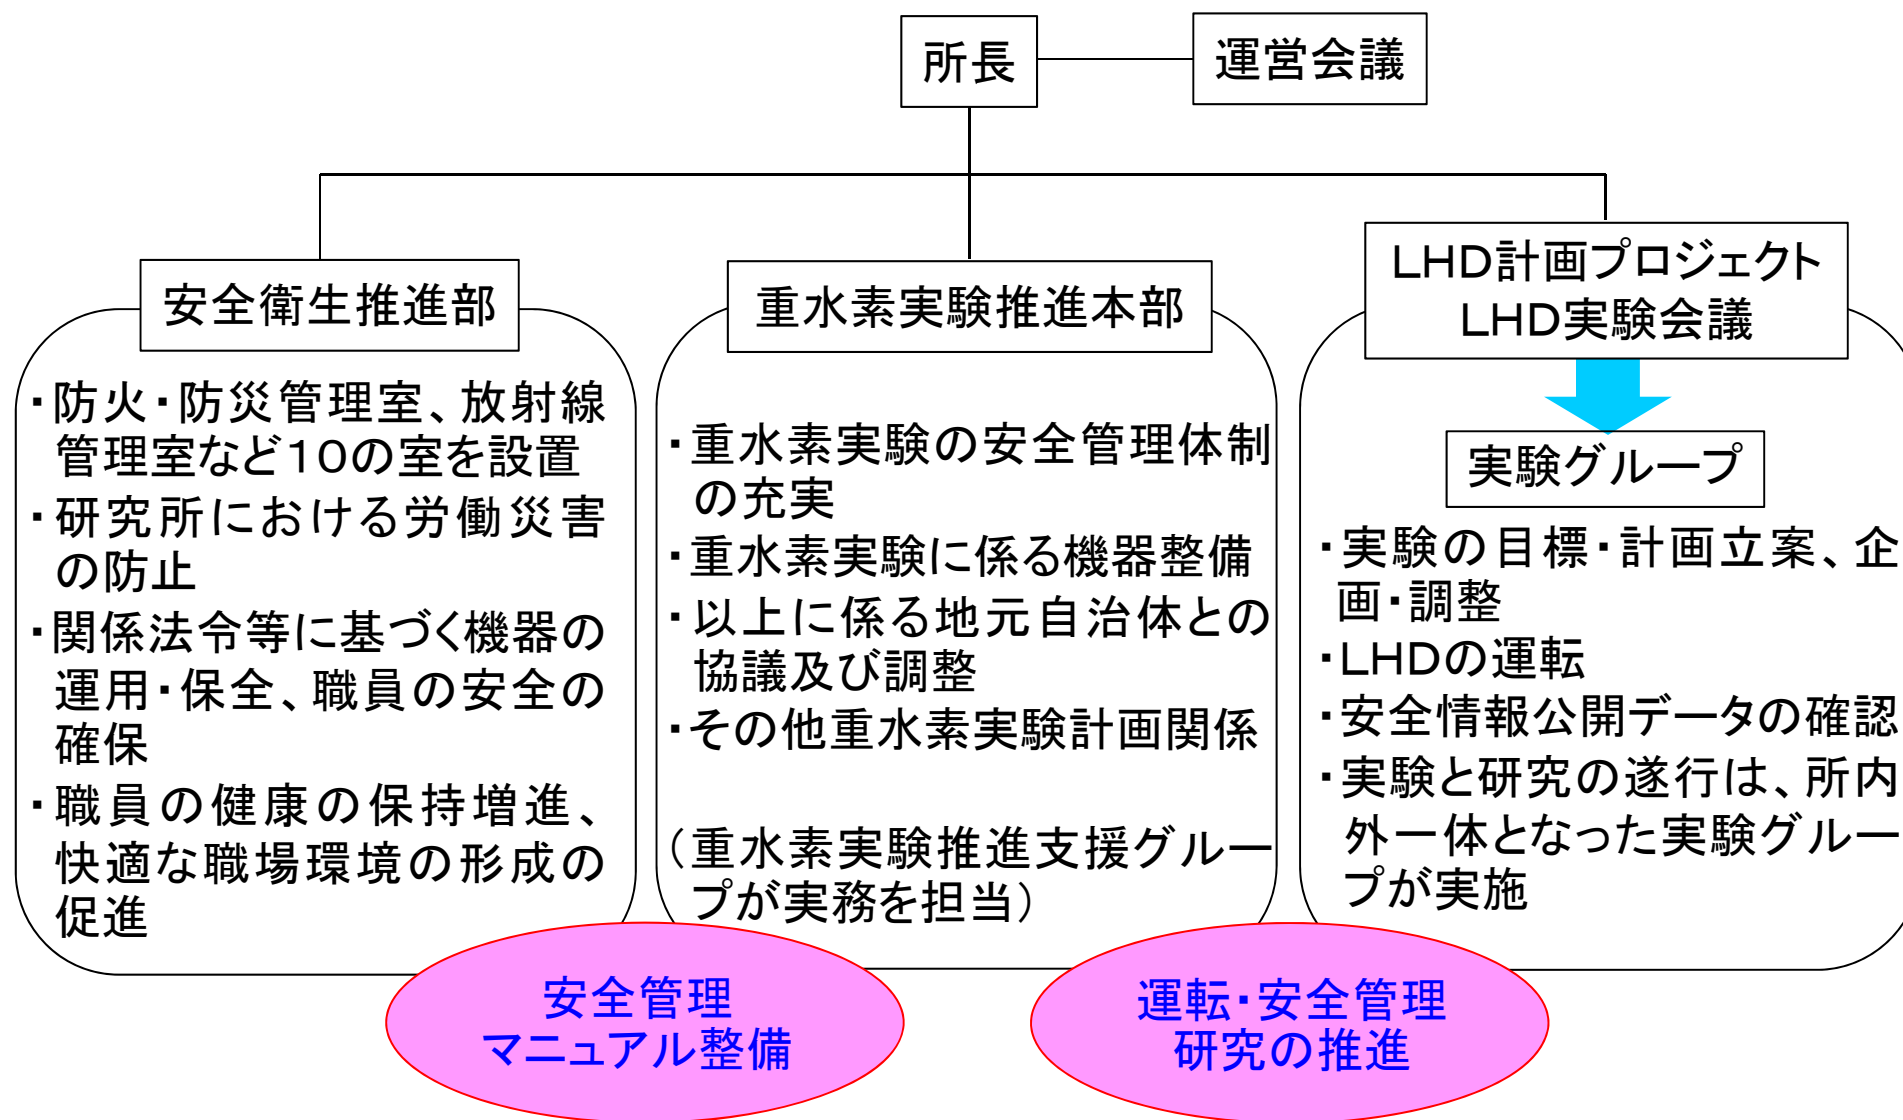 所長
運営会議
安全衛生推進部
・防火・防災管理室、放射線
管理室など10の室を設置
・研究所における労働災害
の防止
・関係法令等に基づく機器の
運用・保全、職員の安全の
確保
・職員の健康の保持増進、
快適な職場環境の形成の
促進
重水素実験推進本部
・重水素実験の安全管理体制
の充実
・重水素実験に係る機器整備
・以上に係る地元自治体との
協議及び調整
・その他重水素実験計画関係
（重水素実験推進支援グルー
プが実務を担当）
LHD計画プロジェクト
LHD実験会議
実験グループ
・実験の目標・計画立案、企
画・調整
・LHDの運転
・安全情報公開データの確認
・実験と研究の遂行は、所内
外一体となった実験グルー
プが実施
安全管理
マニュアル整備
運転・安全管理
研究の推進